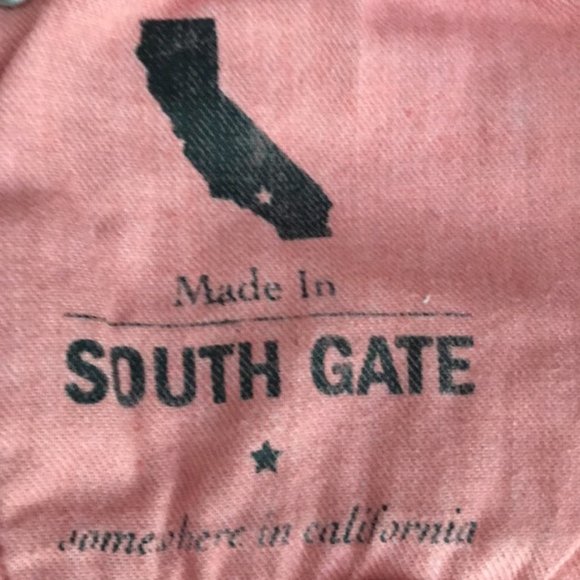 Made In
SOUTH GATE
somewhere in california